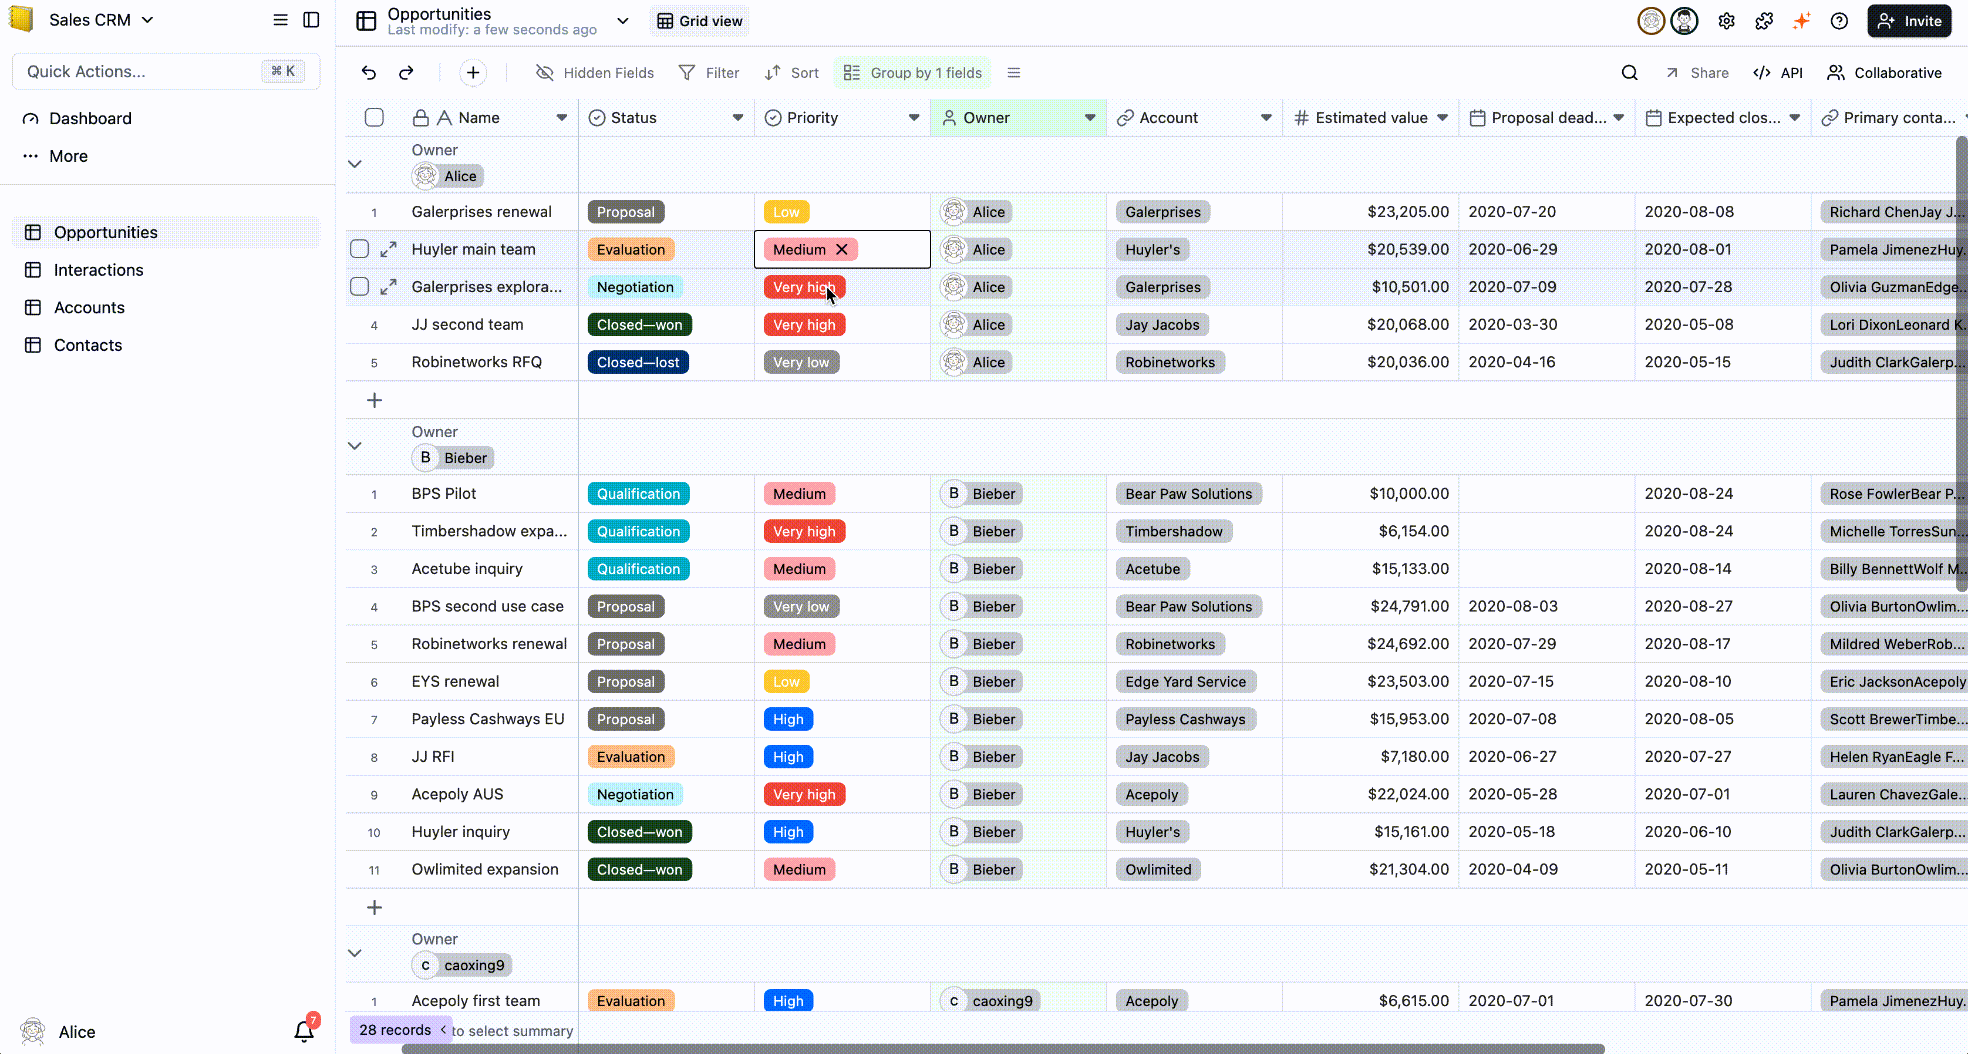 Sales CRM
Quick Actions...
⌘ K
Dashboard
More
Opportunities
Interactions
Accounts
Contacts
Alice
7
Opportunities
Last modify: a few seconds ago
Grid view
Invite
Hidden Fields
Filter
Sort
Group by 1 fields
Share
API
Collaborative
Name Status Priority Owner Account Estimated value Proposal dead... Expected clos... Primary conta...
Owner
Alice
1 Galerprises renewal Proposal Low Alice Galerprises $23,205.00 2020-07-20 2020-08-08 Richard ChenJay J...
Huyler main team Evaluation Medium Alice Huyler's $20,539.00 2020-06-29 2020-08-01 Pamela JimenezHuy...
Galerprises explora... Negotiation Very high Alice Galerprises $10,501.00 2020-07-09 2020-07-28 Olivia GuzmanEdge...
4 JJ second team Closed—won Very high Alice Jay Jacobs $20,068.00 2020-03-30 2020-05-08 Lori DixonLeonard K...
5 Robinetworks RFQ Closed—lost Very low Alice Robinetworks $20,036.00 2020-04-16 2020-05-15 Judith ClarkGalerp...
Owner
B Bieber
1 BPS Pilot Qualification Medium B Bieber Bear Paw Solutions $10,000.00 2020-08-24 Rose FowlerBear P...
2 Timbershadow expa... Qualification Very high B Bieber Timbershadow $6,154.00 2020-08-24 Michelle TorresSun...
3 Acetube inquiry Qualification Medium B Bieber Acetube $15,133.00 2020-08-14 Billy BennettWolf M...
4 BPS second use case Proposal Very low B Bieber Bear Paw Solutions $24,791.00 2020-08-03 2020-08-27 Olivia BurtonOwlim...
5 Robinetworks renewal Proposal Medium B Bieber Robinetworks $24,692.00 2020-07-29 2020-08-17 Mildred WeberRob...
6 EYS renewal Proposal Low B Bieber Edge Yard Service $23,503.00 2020-07-15 2020-08-10 Eric JacksonAcepoly
7 Payless Cashways EU Proposal High B Bieber Payless Cashways $15,953.00 2020-07-08 2020-08-05 Scott BrewerTimbe...
8 JJ RFI Evaluation High B Bieber Jay Jacobs $7,180.00 2020-06-27 2020-07-27 Helen RyanEagle F...
9 Acepoly AUS Negotiation Very high B Bieber Acepoly $22,024.00 2020-05-28 2020-07-01 Lauren ChavezGale...
10 Huyler inquiry Closed—won High B Bieber Huyler's $15,161.00 2020-05-18 2020-06-10 Judith ClarkGalerp...
11 Owlimited expansion Closed—won Medium B Bieber Owlimited $21,304.00 2020-04-09 2020-05-11 Olivia BurtonOwlim...
Owner
c caoxing9
1 Acepoly first team Evaluation High c caoxing9 Acepoly $6,615.00 2020-07-01 2020-07-30 Pamela JimenezHuy...
28 records to select summary